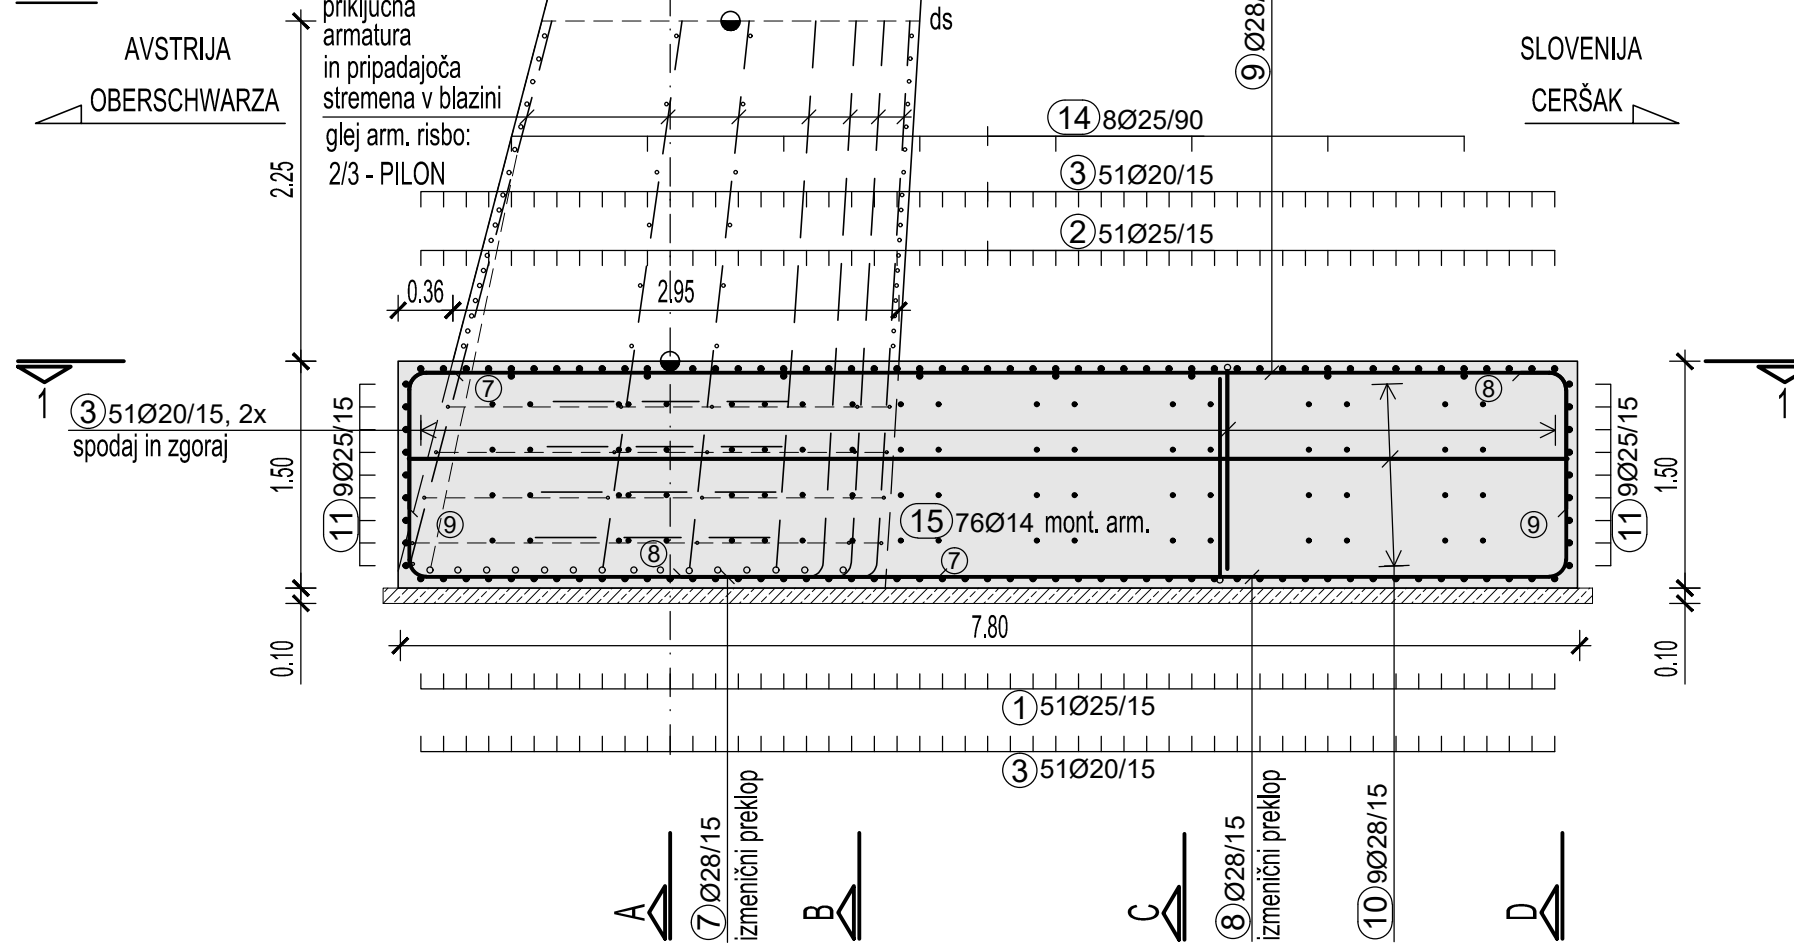 priključna
armatura
in pripadajoča
stremena v blazini
glej arm. risbo:
2/3 - PILON
AVSTRIJA
OBERSCHWARZA
ds
9 Ø28/
SLOVENIJA
CERŠAK
2.25
14 8Ø25/90
3 51Ø20/15
2 51Ø25/15
0.36
2.95
1
1
3 51Ø20/15, 2x
spodaj in zgoraj
11 9Ø25/15
7
8
9
8
7
9
15 76Ø14 mont. arm.
11 9Ø25/15
1.50
1.50
0.10
0.10
7.80
1 51Ø25/15
3 51Ø20/15
A
7 Ø28/15
izmenični preklop
B
C
8 Ø28/15
izmenični preklop
10 9Ø28/15
D